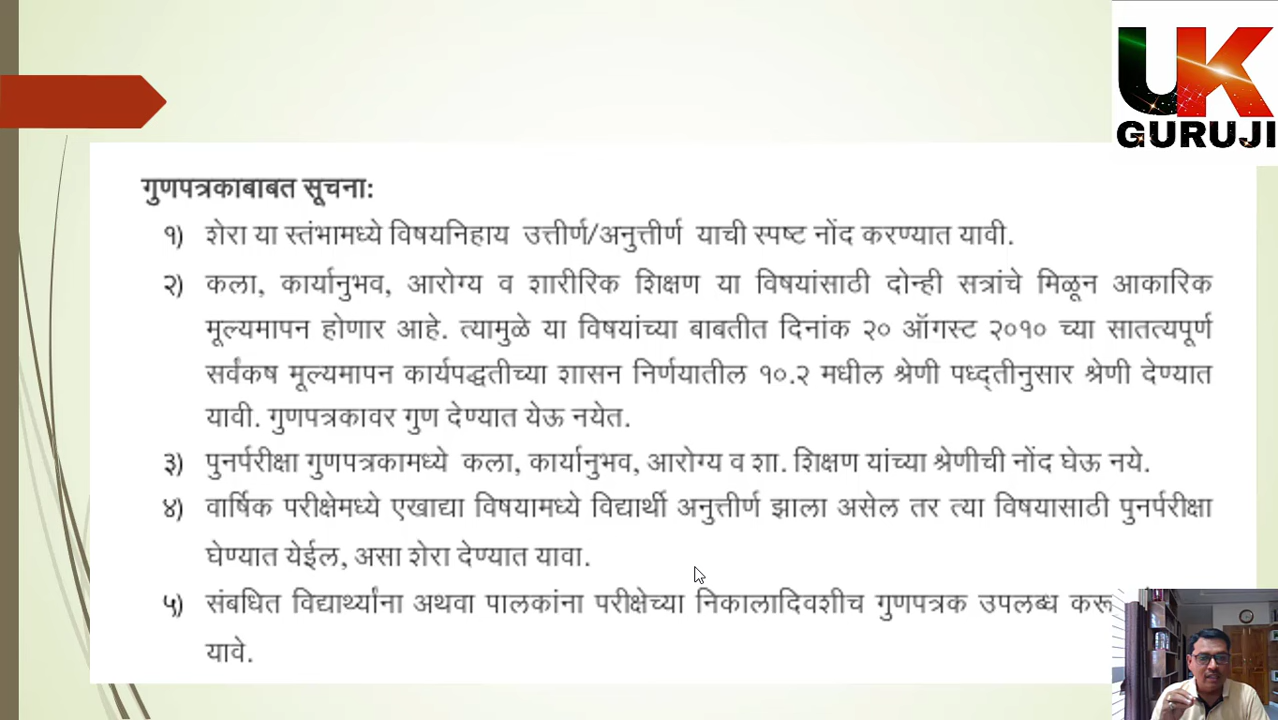 UK
GURUJI
गुणपत्रकाबाबत सूचना:
१) शेरा या स्तंभामध्ये विषयनिहाय उत्तीर्ण/अनुत्तीर्ण याची स्पष्ट नोंद करण्यात यावी.
२) कला, कार्यानुभव, आरोग्य व शारीरिक शिक्षण या विषयांसाठी दोन्ही सत्रांचे मिळून आकारिक
मूल्यमापन होणार आहे. त्यामुळे या विषयांच्या बाबतीत दिनांक २० ऑगस्ट २०१० च्या सातत्यपूर्ण
सर्वंकष मूल्यमापन कार्यपद्धतीच्या शासन निर्णयातील १०.२ मधील श्रेणी पध्द्तीनुसार श्रेणी देण्यात
यावी. गुणपत्रकावर गुण देण्यात येऊ नयेत.
३) पुनर्परीक्षा गुणपत्रकामध्ये कला, कार्यानुभव, आरोग्य व शा. शिक्षण यांच्या श्रेणीची नोंद घेऊ नये.
४) वार्षिक परीक्षेमध्ये एखाद्या विषयामध्ये विद्यार्थी अनुत्तीर्ण झाला असेल तर त्या विषयासाठी पुनर्परीक्षा
घेण्यात येईल, असा शेरा देण्यात यावा.
५) संबधित विद्यार्थ्यांना अथवा पालकांना परीक्षेच्या निकालादिवशीच गुणपत्रक उपलब्ध
यावे.